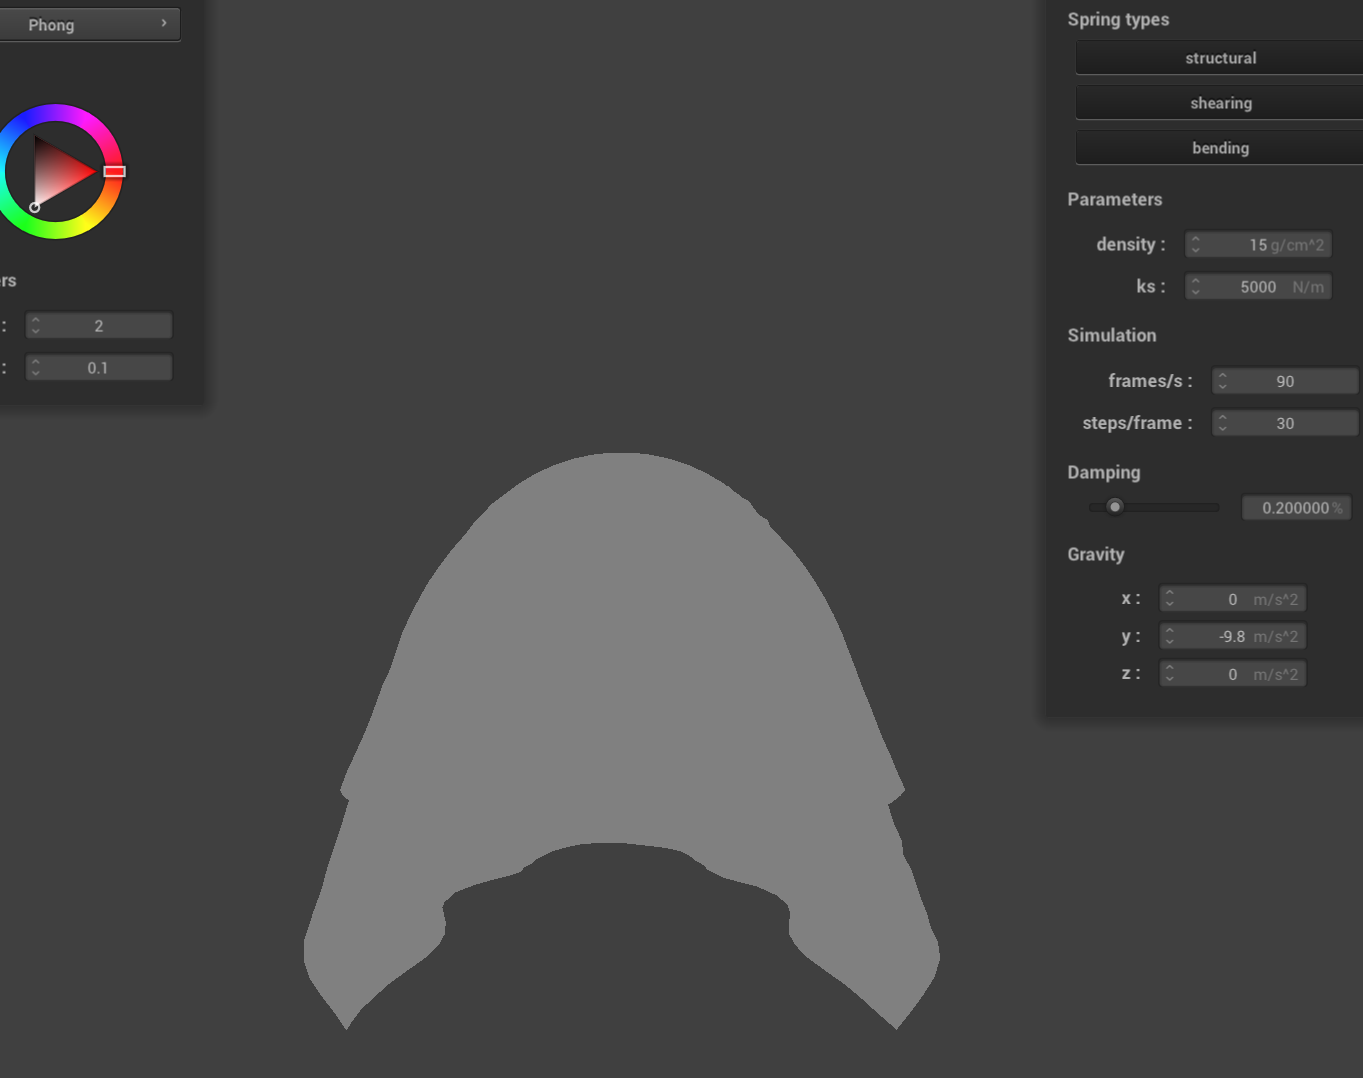 Phong
ers
: 2
: 0.1
Spring types
structural
shearing
bending
Parameters
density : 15 g/cm^2
ks : 5000 N/m
Simulation
frames/s : 90
steps/frame : 30
Damping
0.200000 %
Gravity
x : 0 m/s^2
y : -9.8 m/s^2
z : 0 m/s^2